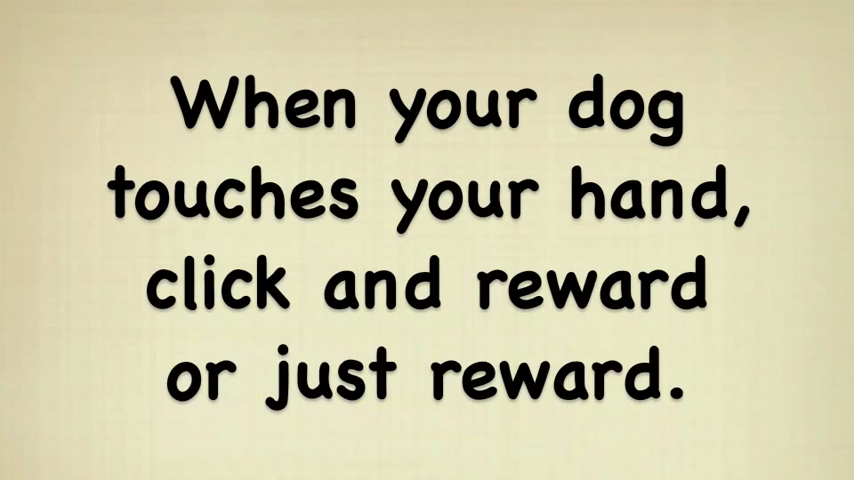 When your dog
touches your hand,
click and reward
or just reward.